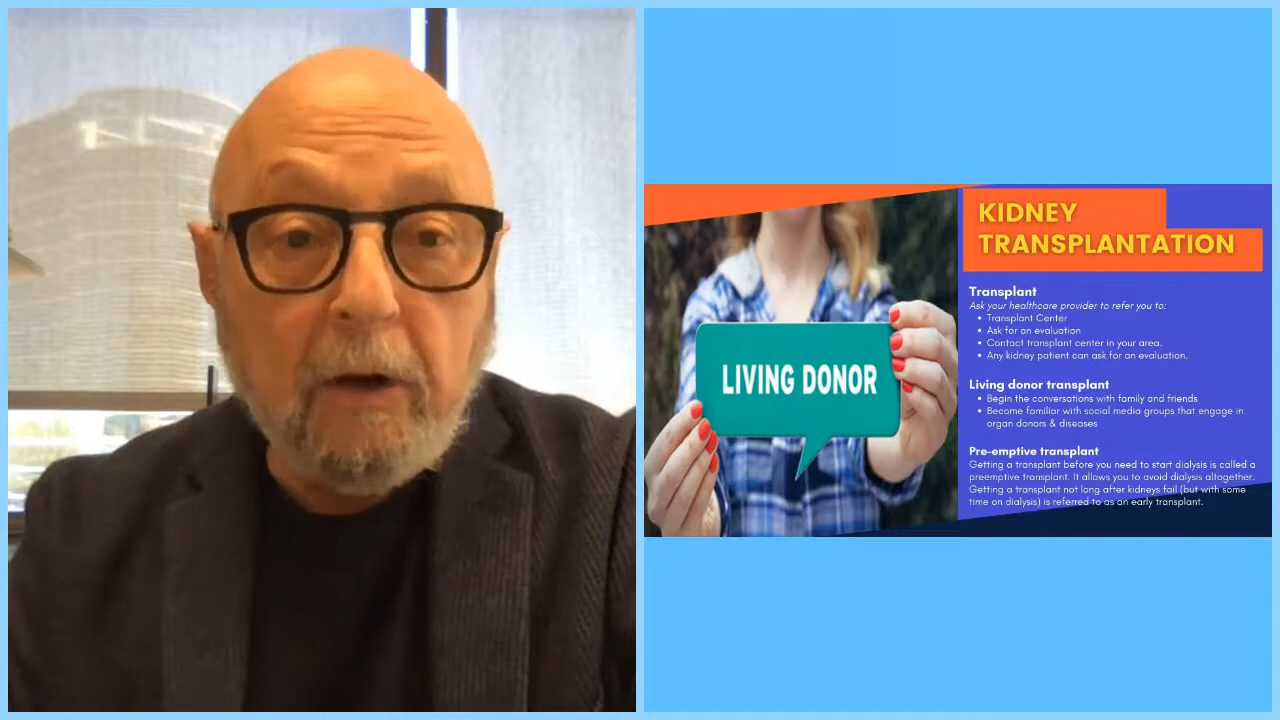 LIVING DONOR
KIDNEY
TRANSPLANTATION
Transplant
Ask your healthcare provider to refer you to:
• Transplant Center
• Ask for an evaluation
• Contact transplant center in your area.
• Any kidney patient can ask for an evaluation.
Living donor transplant
• Begin the conversations with family and friends
• Become familiar with social media groups that engage in
organ donors & diseases
Pre-emptive transplant
Getting a transplant before you need to start dialysis is called a
preemptive transplant. It allows you to avoid dialysis altogether.
Getting a transplant not long after kidneys fail (but with some
time on dialysis) is referred to as an early transplant.